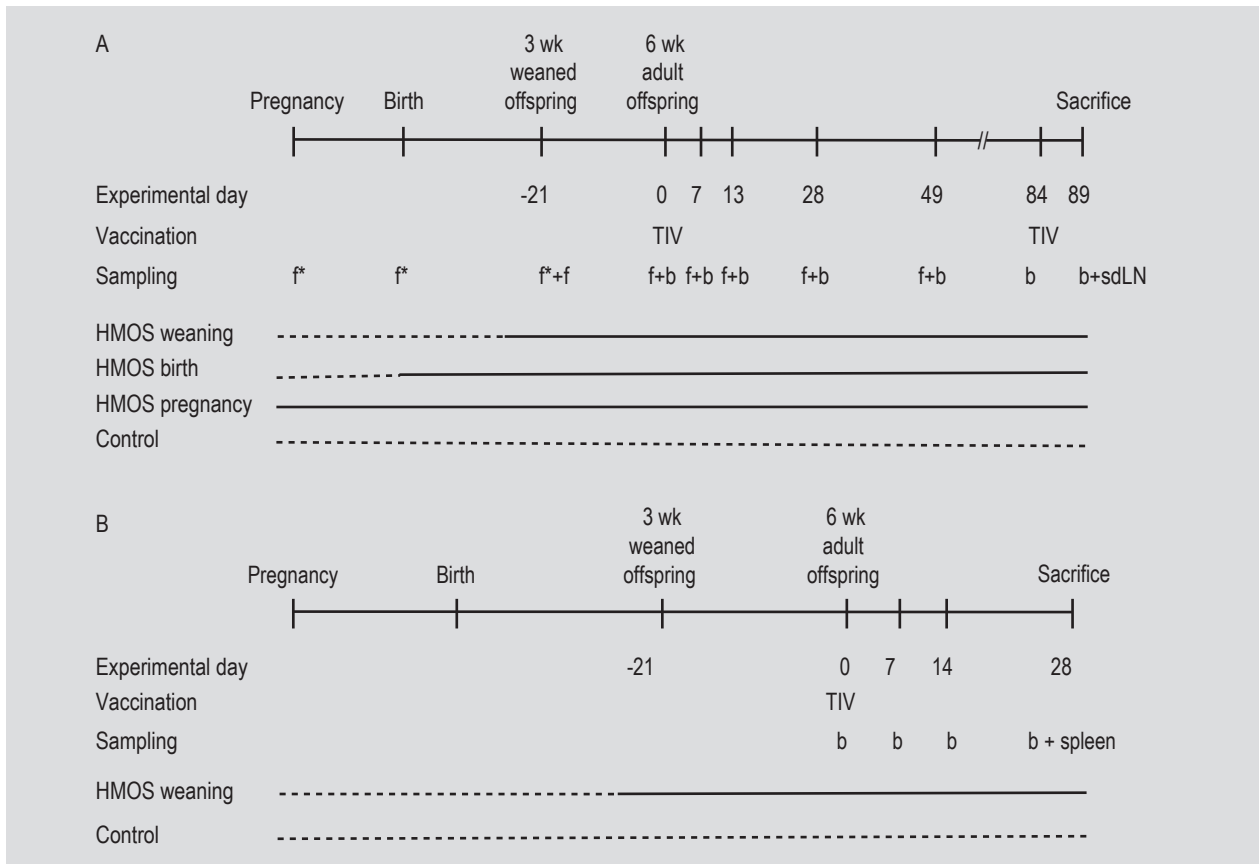 A
3 wk
weaned
offspring
6 wk
adult
offspring
Pregnancy Birth Sacrifice
Experimental day -21 0 7 13 28 49 84 89
Vaccination TIV TIV
Sampling f* f* f*+f f+b f+b f+b f+b f+b b b+sdLN
HMOS weaning
HMOS birth
HMOS pregnancy
Control
B
3 wk
weaned
offspring
6 wk
adult
offspring
Pregnancy Birth Sacrifice
Experimental day -21 0 7 14 28
Vaccination TIV
Sampling b b b b + spleen
HMOS weaning
Control